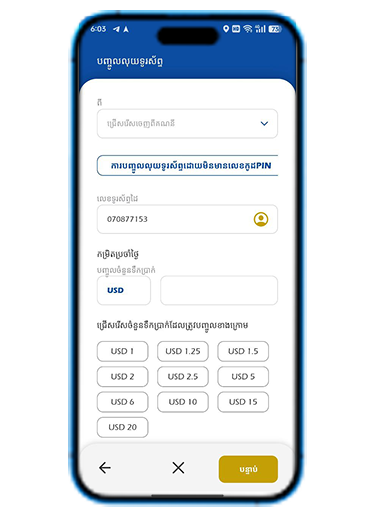 6:03
HD
73
បញ្ចូលលុយទូរស័ព្ទ
ពី
ជ្រើសរើសចេញពីគណនី
ការបញ្ចូលលុយទូរស័ព្ទដោយមិនមានលេខកូដPIN
លេខទូរស័ព្ទដៃ
070877153
កម្រិតប្រចាំថ្ងៃ
បញ្ចូលចំនួនទឹកប្រាក់
USD
ជ្រើសរើសចំនួនទឹកប្រាក់ដែលត្រូវបញ្ចូលខាងក្រោម
USD 1 USD 1.25 USD 1.5
USD 2 USD 2.5 USD 5
USD 6 USD 10 USD 15
USD 20
បន្ទាប់